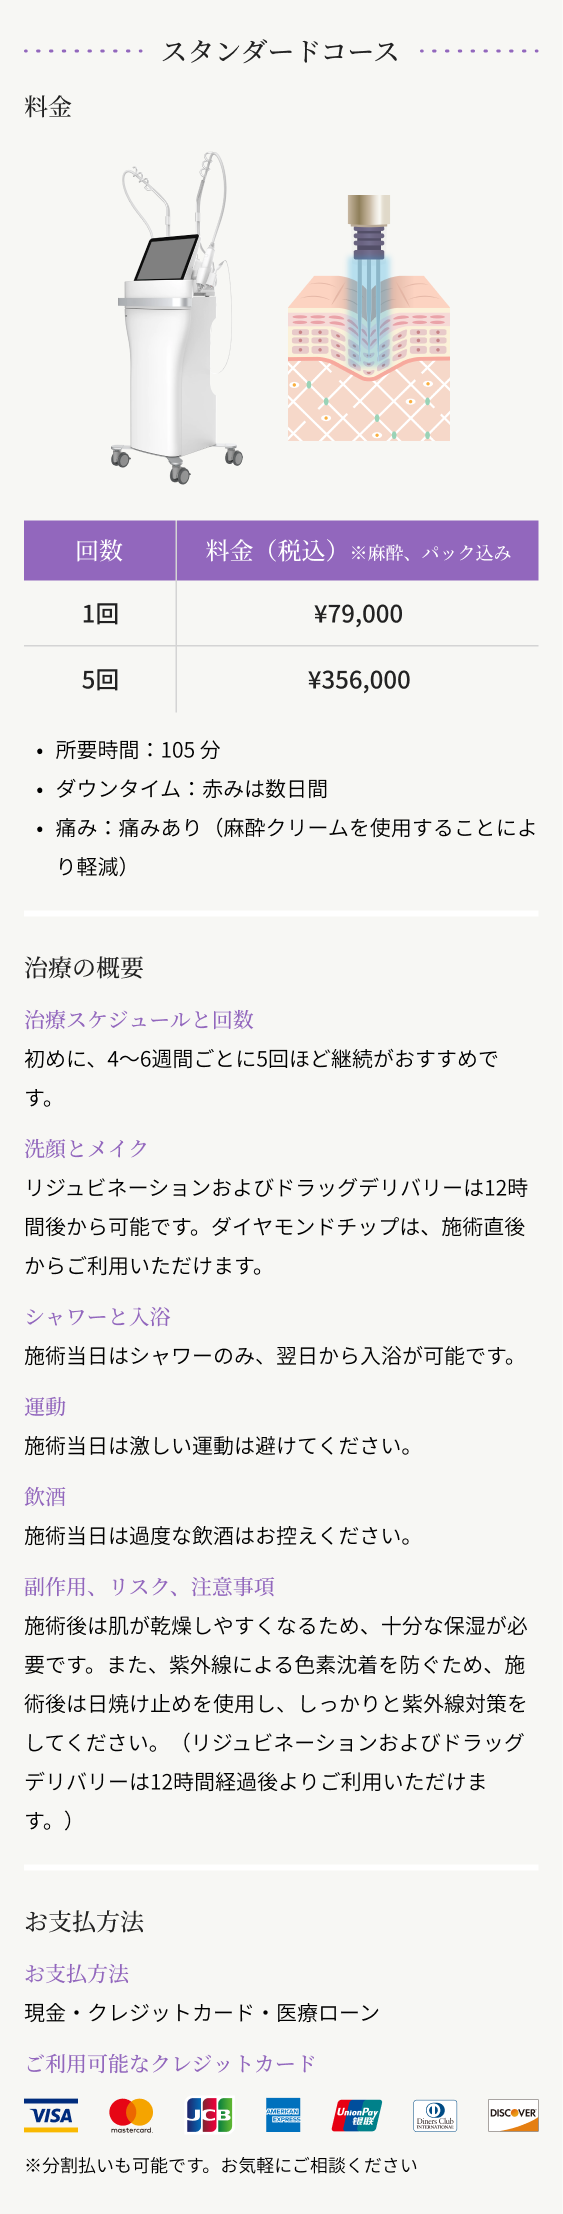 スタンダードコース
料金
回数 料金（税込）※麻酔、パック込み
1回 ¥79,000
5回 ¥356,000
• 所要時間：105 分
• ダウンタイム：赤みは数日間
• 痛み：痛みあり（麻酔クリームを使用することによ
り軽減）
治療の概要
治療スケジュールと回数
初めに、4〜6週間ごとに5回ほど継続がおすすめで
す。
洗顔とメイク
リジュビネーションおよびドラッグデリバリーは12時
間後から可能です。ダイヤモンドチップは、施術直後
からご利用いただけます。
シャワーと入浴
施術当日はシャワーのみ、翌日から入浴が可能です。
運動
施術当日は激しい運動は避けてください。
飲酒
施術当日は過度な飲酒はお控えください。
副作用、リスク、注意事項
施術後は肌が乾燥しやすくなるため、十分な保湿が必
要です。また、紫外線による色素沈着を防ぐため、施
術後は日焼け止めを使用し、しっかりと紫外線対策を
してください。（リジュビネーションおよびドラッグ
デリバリーは12時間経過後よりご利用いただけま
す。）
お支払方法
お支払方法
現金・クレジットカード・医療ローン
ご利用可能なクレジットカード
VISA mastercard. JCB AMERICAN EXPRESS UnionPay 银联 Diners Club INTERNATIONAL DISCOVER
※分割払いも可能です。お気軽にご相談ください